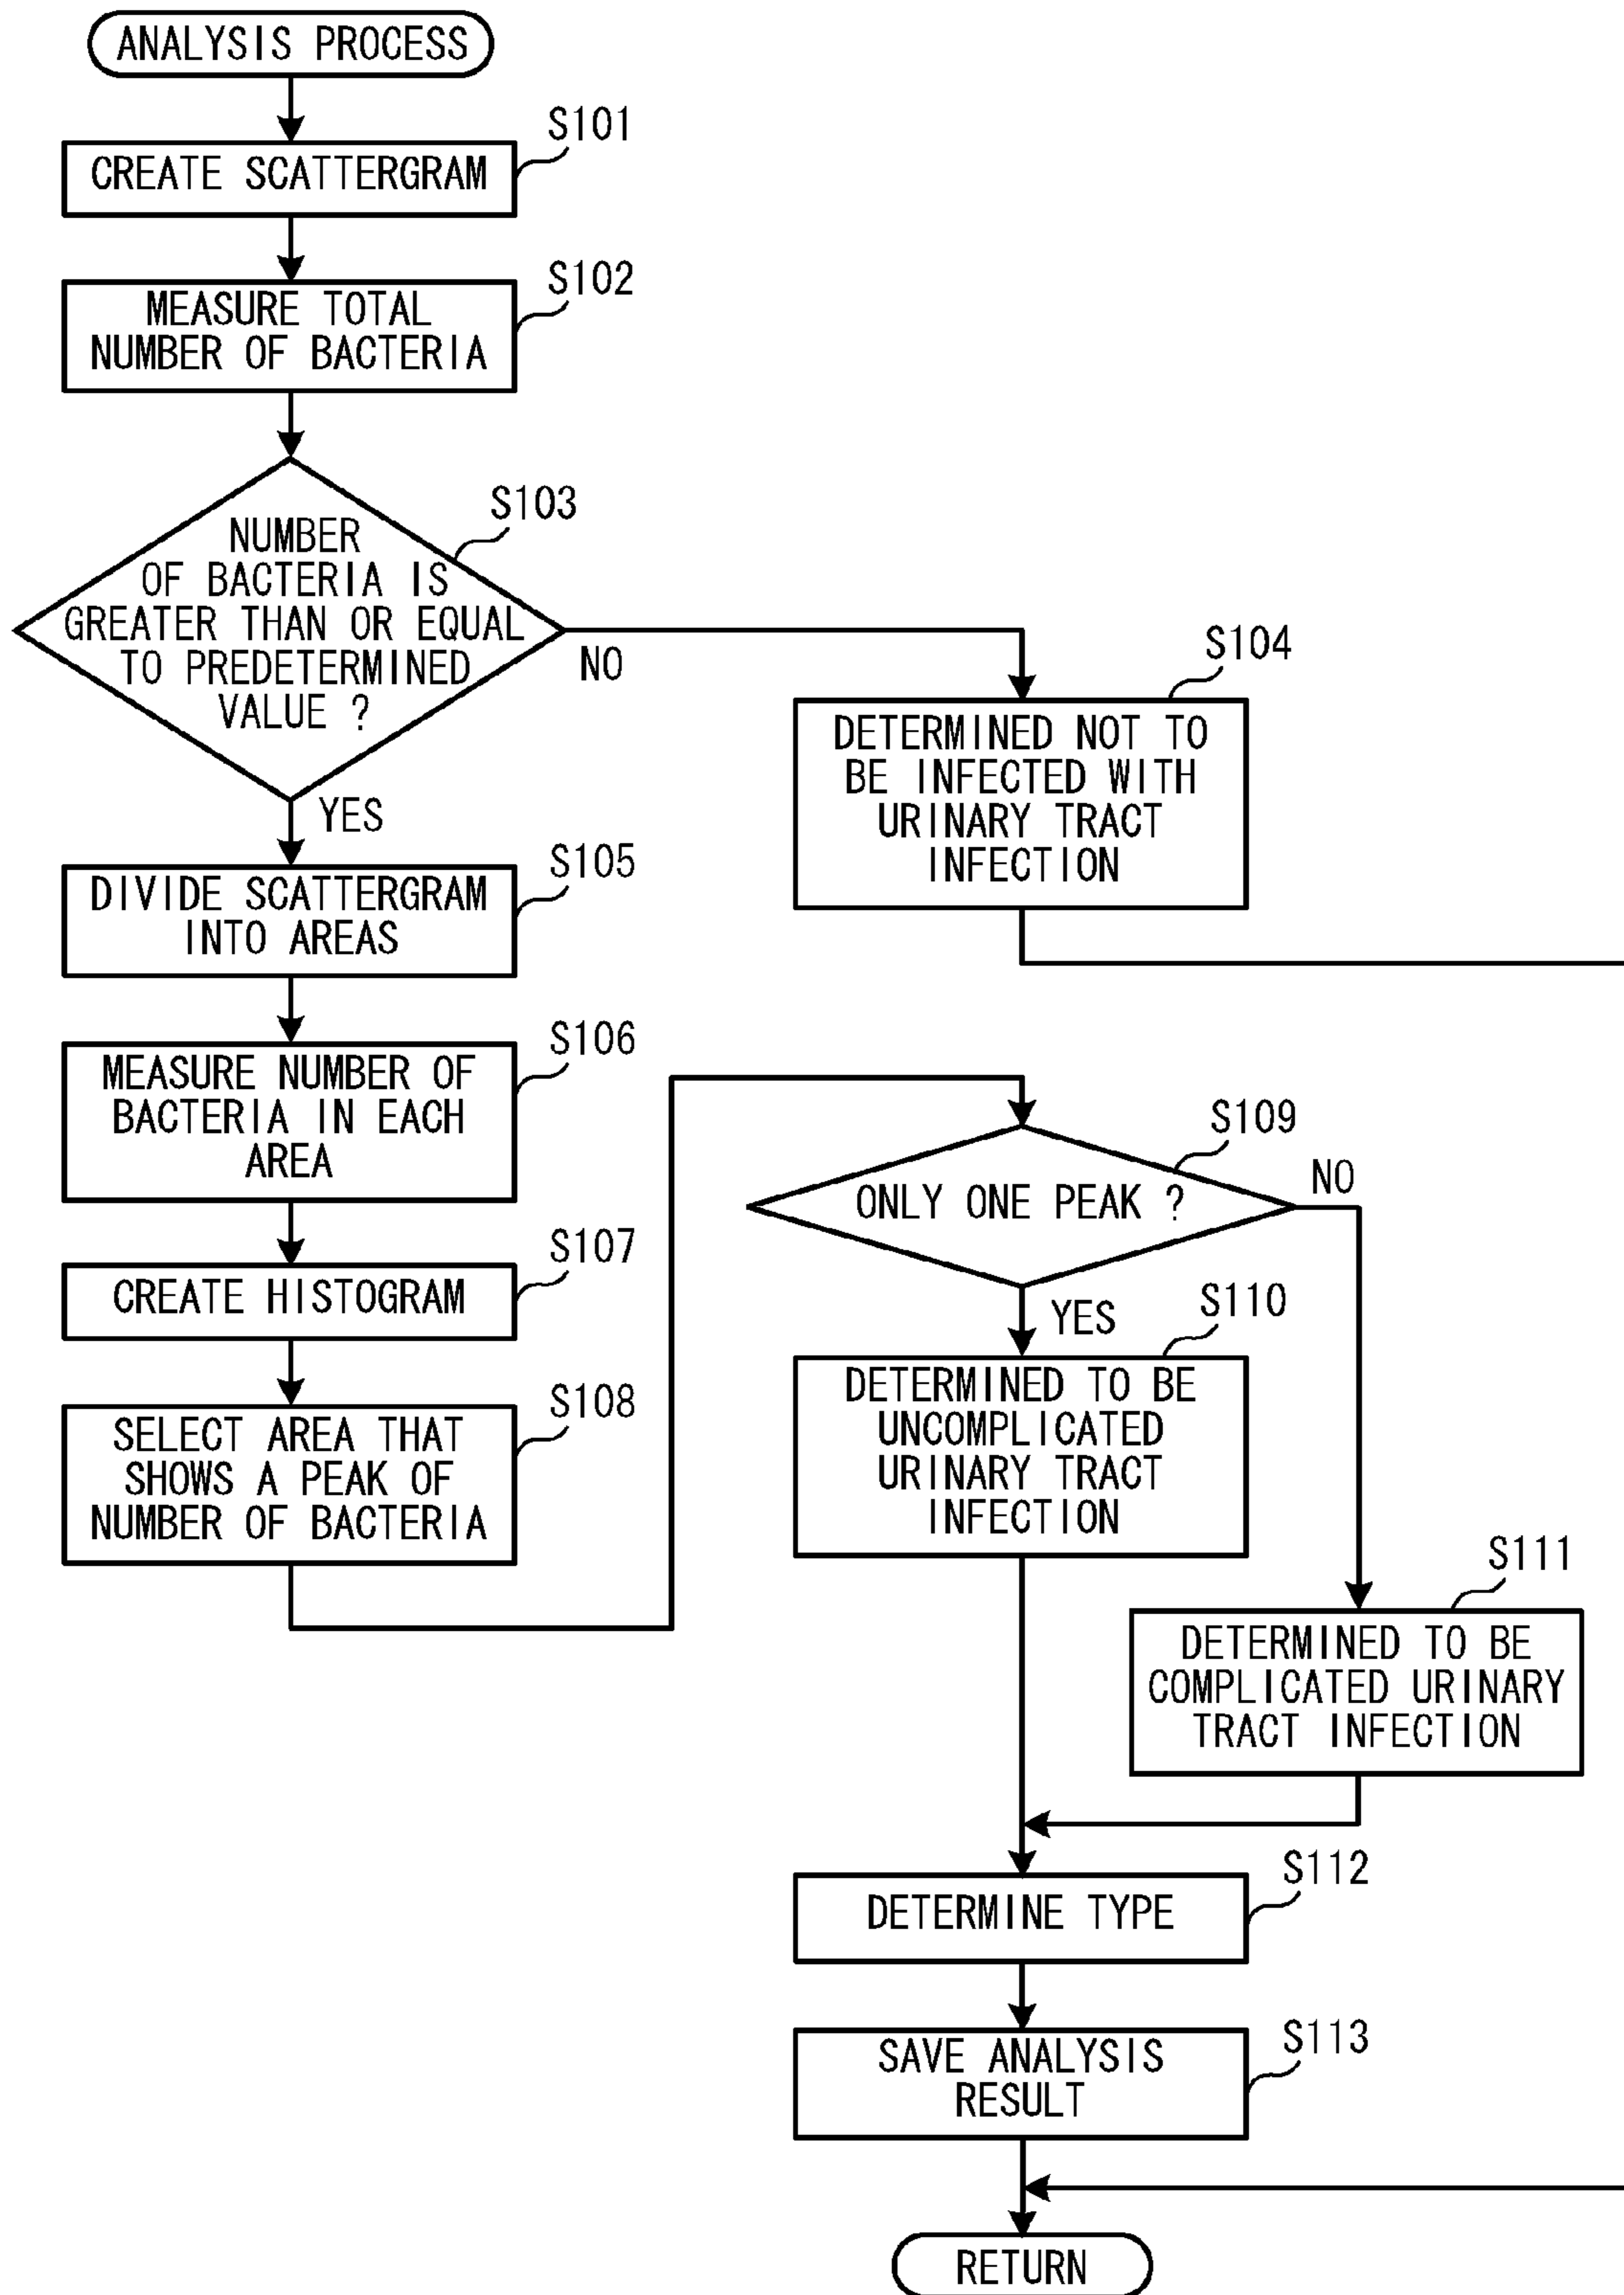 ANALYSIS PROCESS
S101
CREATE SCATTERGRAM
S102
MEASURE TOTAL
NUMBER OF BACTERIA
S103
NUMBER
OF BACTERIA IS
GREATER THAN OR EQUAL
TO PREDETERMINED
VALUE ?
NO
YES
S104
DETERMINED NOT TO
BE INFECTED WITH
URINARY TRACT
INFECTION
S105
DIVIDE SCATTERGRAM
INTO AREAS
S106
MEASURE NUMBER OF
BACTERIA IN EACH
AREA
S107
CREATE HISTOGRAM
S108
SELECT AREA THAT
SHOWS A PEAK OF
NUMBER OF BACTERIA
S109
ONLY ONE PEAK ?
NO
YES
S110
DETERMINED TO BE
UNCOMPLICATED
URINARY TRACT
INFECTION
S111
DETERMINED TO BE
COMPLICATED URINARY
TRACT INFECTION
S112
DETERMINE TYPE
S113
SAVE ANALYSIS
RESULT
RETURN